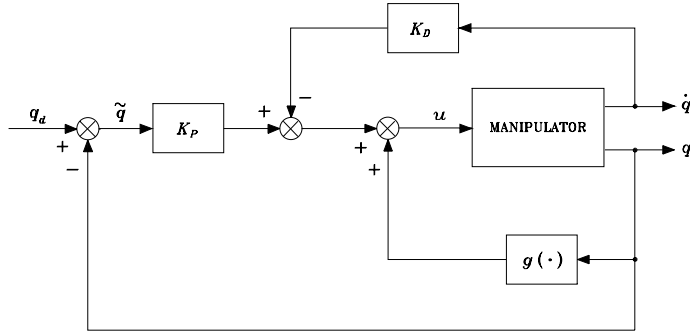 K_D
−
q_d
+
−
q̃
K_P
+
+
+
u
MANIPULATOR
q̇
q
g(·)